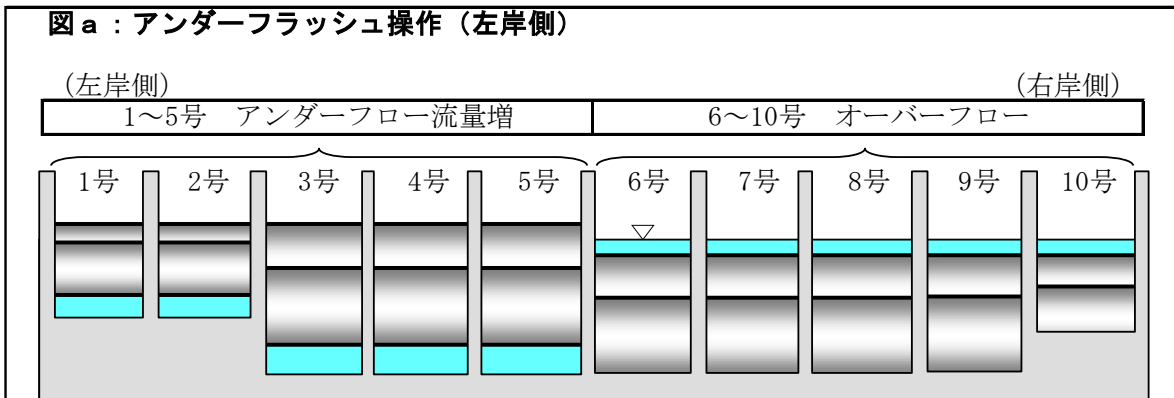 図a：アンダーフラッシュ操作（左岸側）
（左岸側） （右岸側）
1～5号　アンダーフロー流量増 6～10号　オーバーフロー
1号 2号 3号 4号 5号 6号 7号 8号 9号 10号